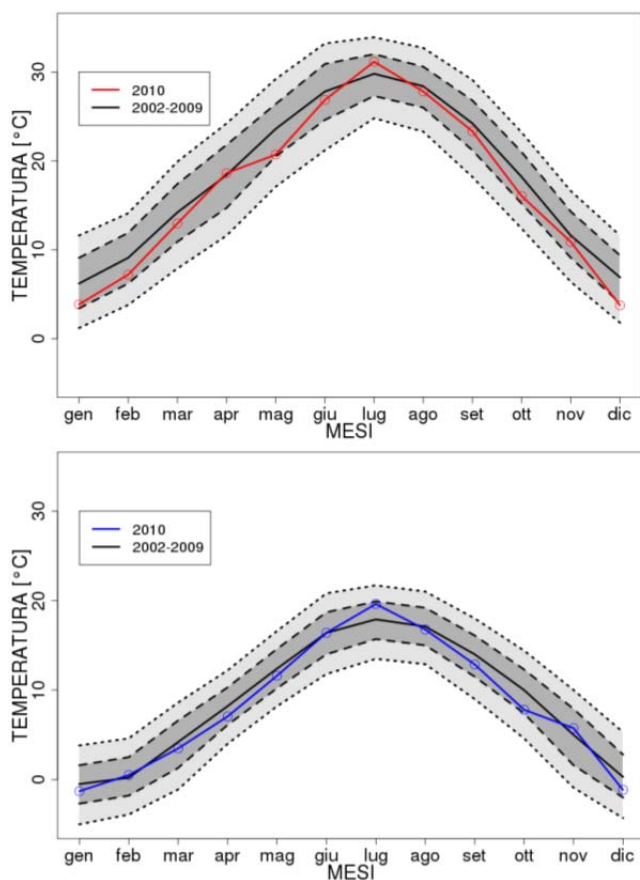 30
2010
2002-2009
20
10
0
TEMPERATURA [°C]
gen feb mar apr mag giu lug ago set ott nov dic
MESI
30
2010
2002-2009
20
10
0
TEMPERATURA [°C]
gen feb mar apr mag giu lug ago set ott nov dic
MESI